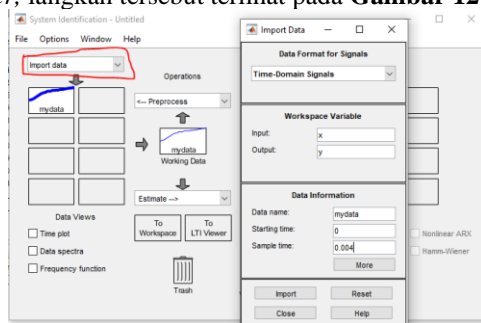 langkah tersebut terlihat pada Gambar 12
System Identification - Untitled
File Options Window Help
Import data
Operations
mydata
<-- Preprocess
mydata
Working Data
Estimate -->
Data Views
Time plot
Data spectra
Frequency function
To Workspace
To LTI Viewer
Trash
Nonlinear ARX
Hamm-Wiener
Import Data
Data Format for Signals
Time-Domain Signals
Workspace Variable
Input: x
Output: y
Data Information
Data name: mydata
Starting time: 0
Sample time: 0.004
More
Import Reset
Close Help